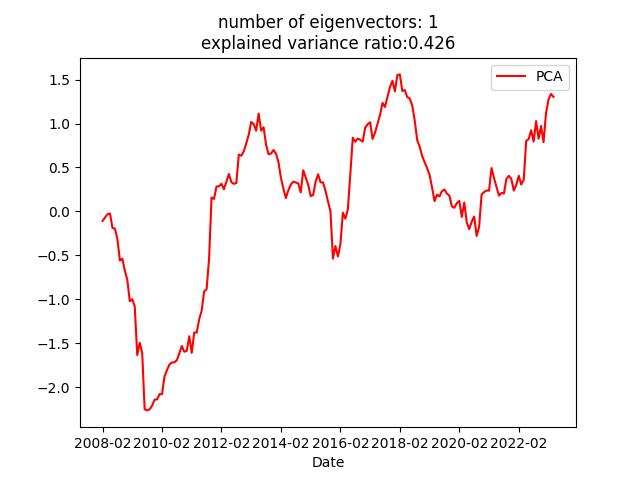 number of eigenvectors: 1
explained variance ratio:0.426
PCA
1.5
1.0
0.5
0.0
−0.5
−1.0
−1.5
−2.0
2008-02 2010-02 2012-02 2014-02 2016-02 2018-02 2020-02 2022-02
Date